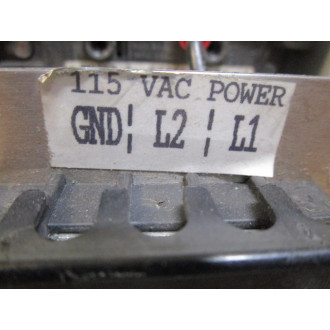 115 VAC POWER
GND¦ L2 ¦ L1